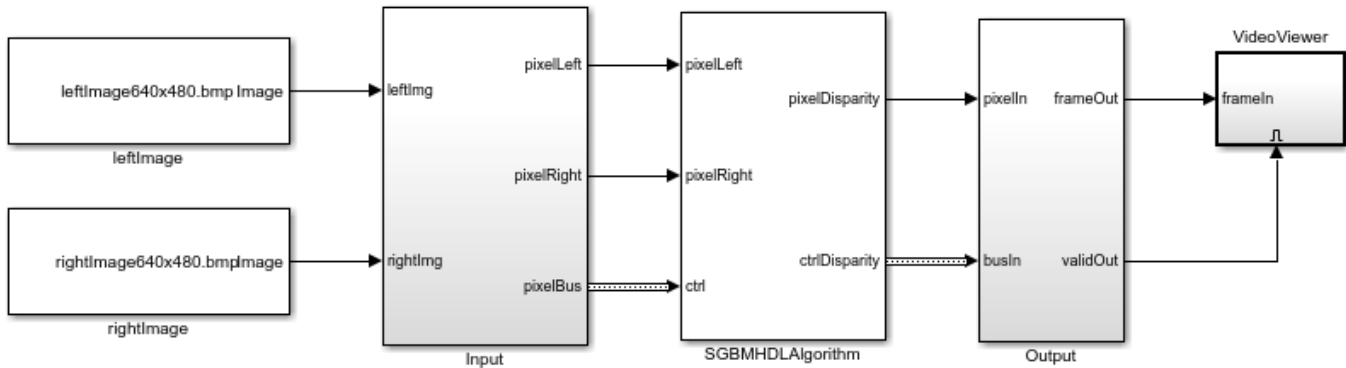 leftImage640x480.bmp Image
leftImage
rightImage640x480.bmpImage
rightImage
leftImg
rightImg
pixelLeft
pixelRight
pixelBus
Input
pixelLeft
pixelRight
ctrl
pixelDisparity
ctrlDisparity
SGBMHDLAlgorithm
pixelIn
busIn
frameOut
validOut
Output
VideoViewer
frameIn